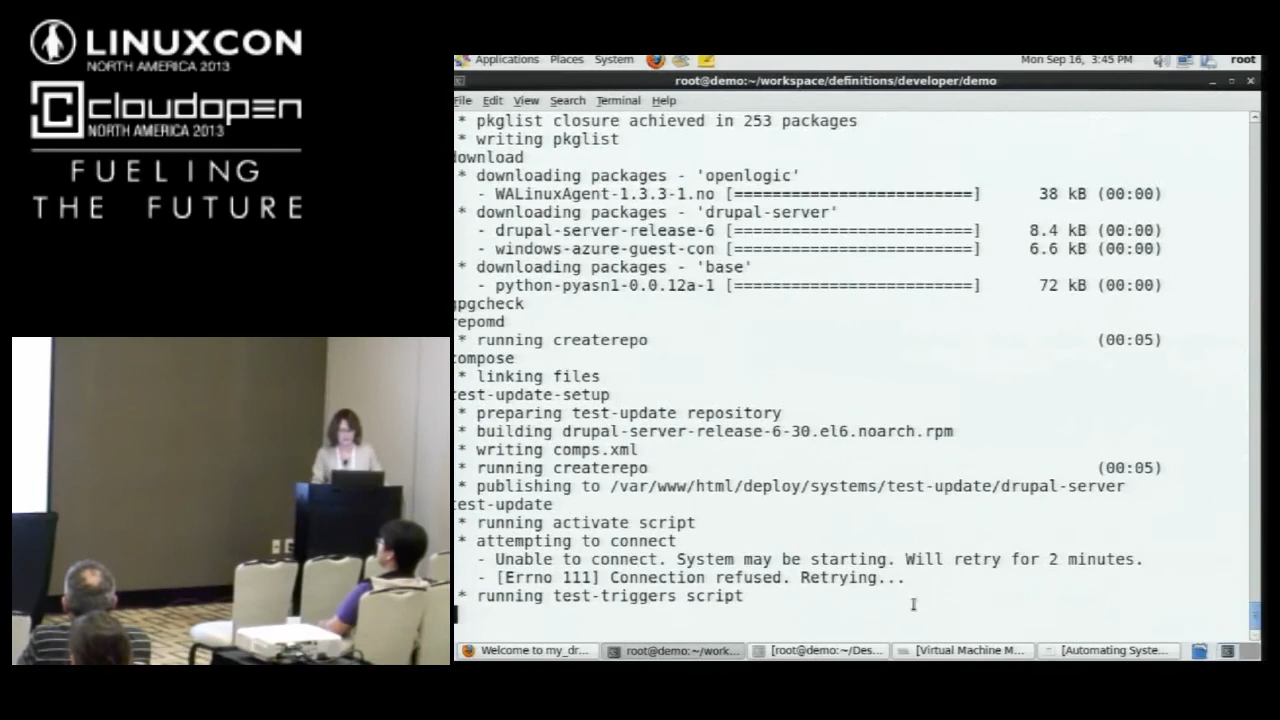 LINUXCON
NORTH AMERICA 2013
cloudopen
NORTH AMERICA 2013
FUELING
THE FUTURE
Applications Places System Mon Sep 16, 3:45 PM root
root@demo:~/workspace/definitions/developer/demo
File Edit View Search Terminal Help
* pkglist closure achieved in 253 packages
* writing pkglist
download
* downloading packages - 'openlogic'
- WALinuxAgent-1.3.3-1.no [=========================] 38 kB (00:00)
* downloading packages - 'drupal-server'
- drupal-server-release-6 [=========================] 8.4 kB (00:00)
- windows-azure-guest-con [=========================] 6.6 kB (00:00)
* downloading packages - 'base'
- python-pyasn1-0.0.12a-1 [=========================] 72 kB (00:00)
gpgcheck
repomd
* running createrepo (00:05)
compose
* linking files
test-update-setup
* preparing test-update repository
* building drupal-server-release-6-30.el6.noarch.rpm
* writing comps.xml
* running createrepo (00:05)
* publishing to /var/www/html/deploy/systems/test-update/drupal-server
test-update
* running activate script
* attempting to connect
- Unable to connect. System may be starting. Will retry for 2 minutes.
- [Errno 111] Connection refused. Retrying...
* running test-triggers script
Welcome to my_dr... root@demo:~/work... [root@demo:~/Des... [Virtual Machine M... [Automating Syste...